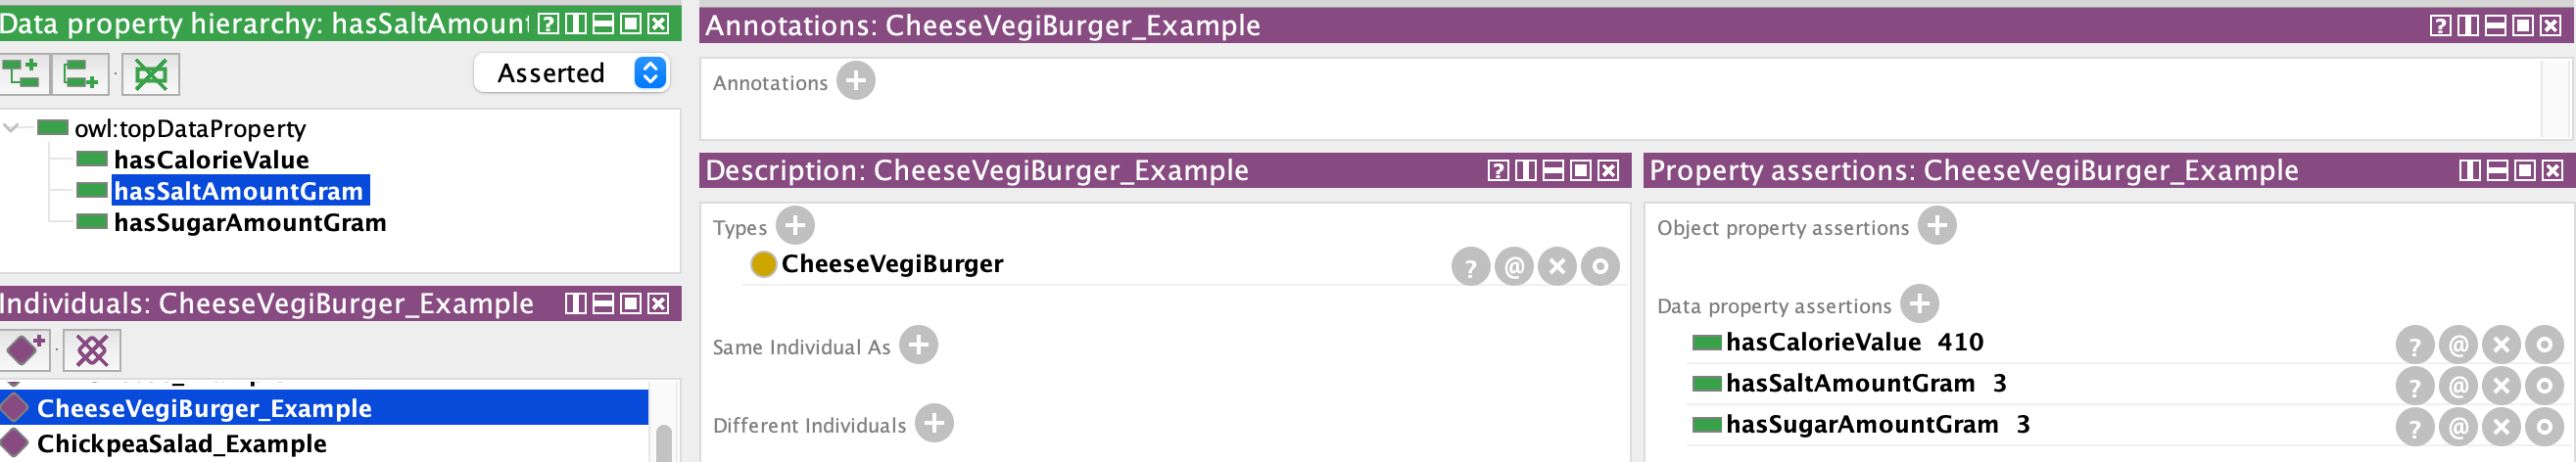 Data property hierarchy: hasSaltAmount
Asserted
owl:topDataProperty
hasCalorieValue
hasSaltAmountGram
hasSugarAmountGram
Individuals: CheeseVegiBurger_Example
CheeseVegiBurger_Example
ChickpeaSalad_Example
Annotations: CheeseVegiBurger_Example
Annotations
Description: CheeseVegiBurger_Example
Types
CheeseVegiBurger
Same Individual As
Different Individuals
Property assertions: CheeseVegiBurger_Example
Object property assertions
Data property assertions
hasCalorieValue 410
hasSaltAmountGram 3
hasSugarAmountGram 3